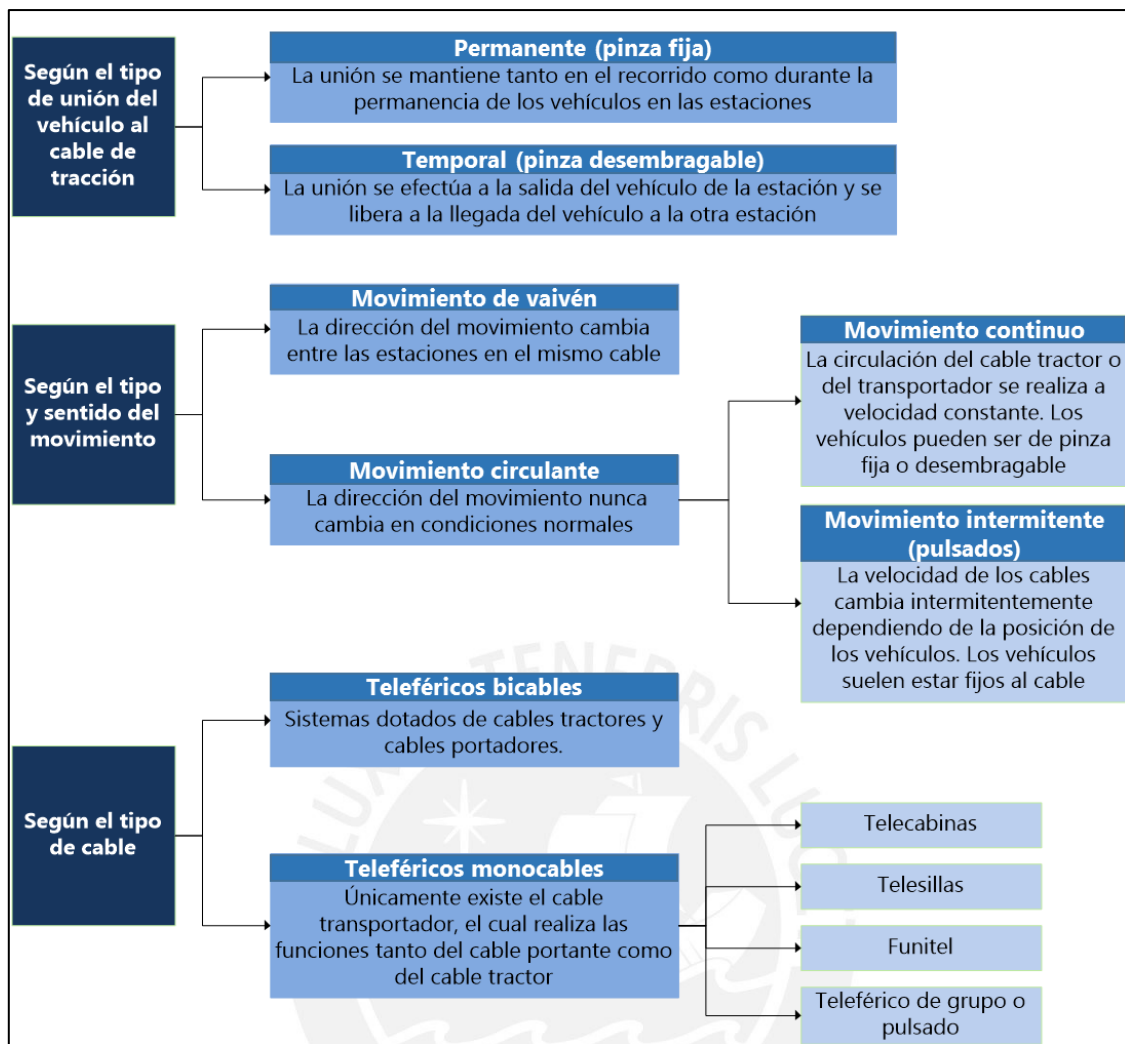 Según el tipo
de unión del
vehículo al
cable de
tracción
Permanente (pinza fija)
La unión se mantiene tanto en el recorrido como durante la
permanencia de los vehículos en las estaciones
Temporal (pinza desembragable)
La unión se efectúa a la salida del vehículo de la estación y se
libera a la llegada del vehículo a la otra estación
Según el tipo
y sentido del
movimiento
Movimiento de vaivén
La dirección del movimiento cambia
entre las estaciones en el mismo cable
Movimiento circulante
La dirección del movimiento nunca
cambia en condiciones normales
Movimiento continuo
La circulación del cable tractor o
del transportador se realiza a
velocidad constante. Los
vehículos pueden ser de pinza
fija o desembragable
Movimiento intermitente
(pulsados)
La velocidad de los cables
cambia intermitentemente
dependiendo de la posición de
los vehículos. Los vehículos
suelen estar fijos al cable
Según el tipo
de cable
Teleféricos bicables
Sistemas dotados de cables tractores y
cables portadores.
Teleféricos monocables
Únicamente existe el cable
transportador, el cual realiza las
funciones tanto del cable portante como
del cable tractor
Telecabinas
Telesillas
Funitel
Teleférico de grupo o
pulsado